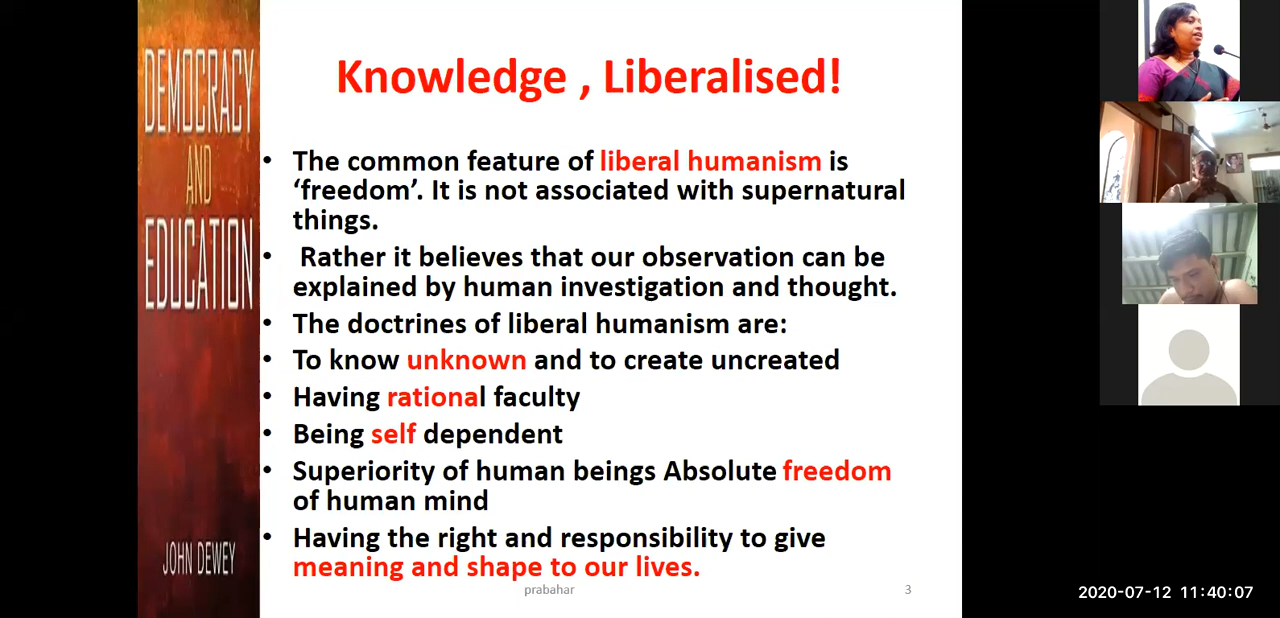 DEMOCRACY
AND
EDUCATION
JOHN DEWEY
Knowledge , Liberalised!
• The common feature of liberal humanism is
‘freedom’. It is not associated with supernatural
things.
• Rather it believes that our observation can be
explained by human investigation and thought.
• The doctrines of liberal humanism are:
• To know unknown and to create uncreated
• Having rational faculty
• Being self dependent
• Superiority of human beings Absolute freedom
of human mind
• Having the right and responsibility to give
meaning and shape to our lives.
prabahar
3
2020-07-12 11:40:07